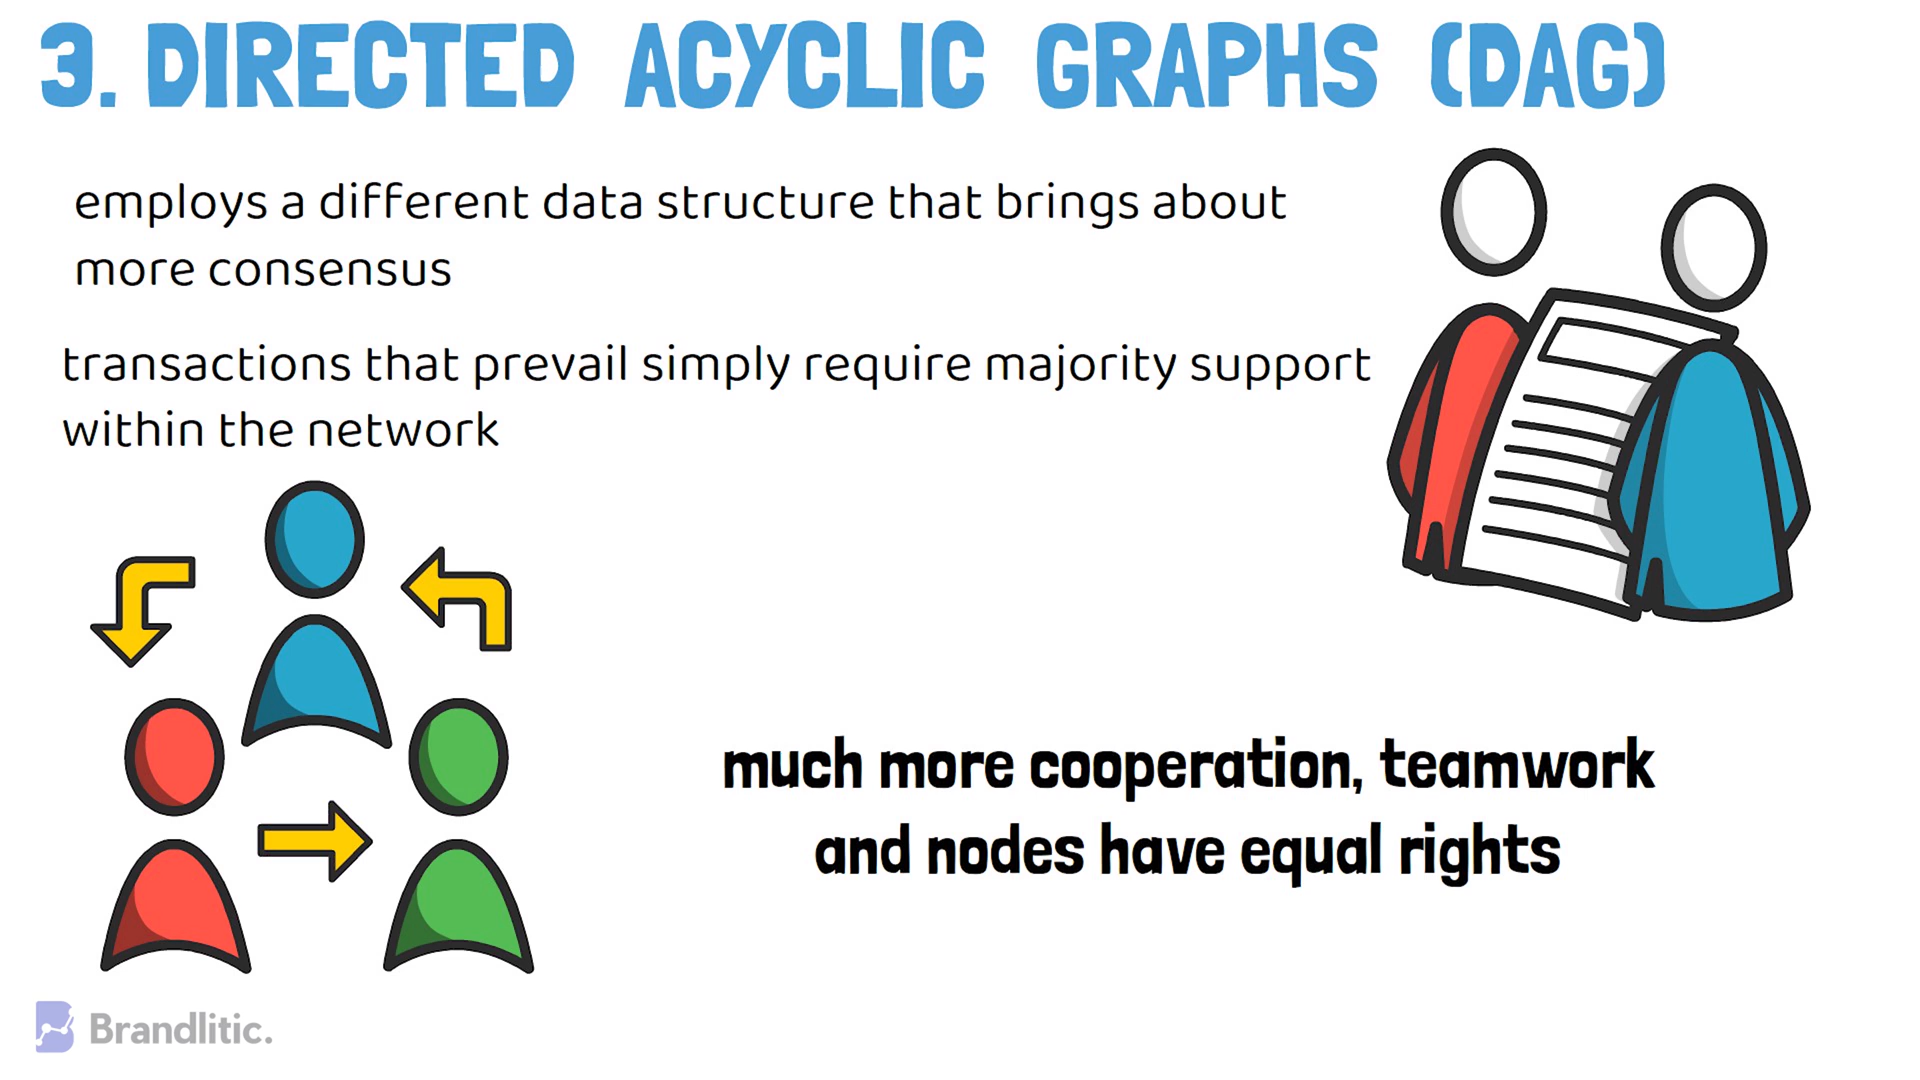 3. DIRECTED ACYCLIC GRAPHS (DAG)
employs a different data structure that brings about
more consensus
transactions that prevail simply require majority support
within the network
much more cooperation, teamwork
and nodes have equal rights
Brandlitic.